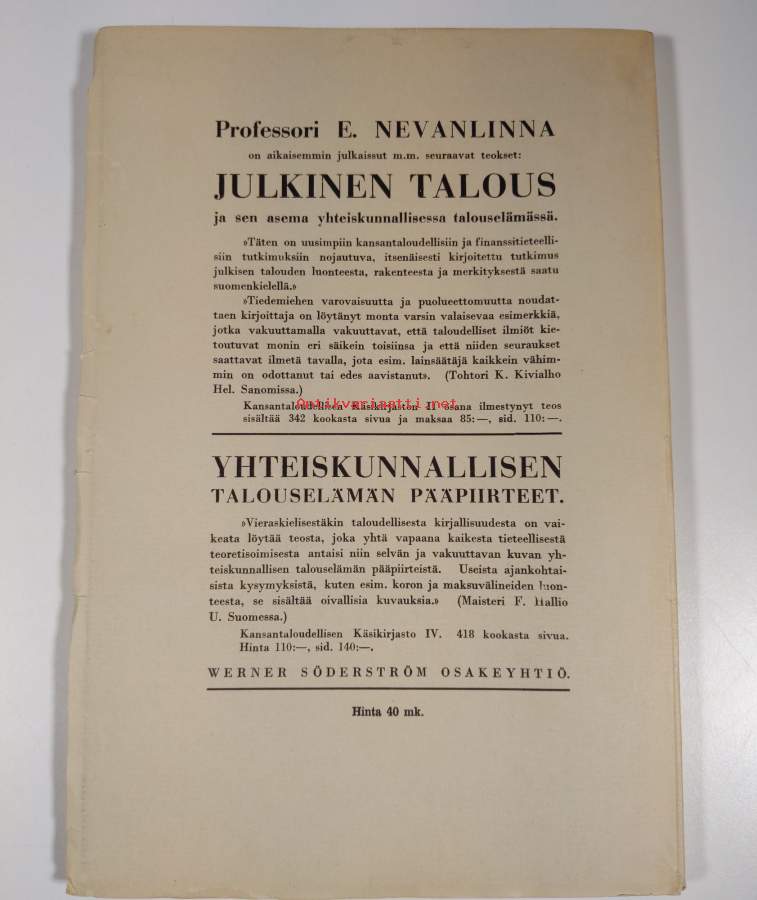 Professori E. NEVANLINNA
on aikaisemmin julkaissut m.m. seuraavat teokset:
JULKINEN TALOUS
ja sen asema yhteiskunnallisessa talouselämässä.
»Täten on uusimpiin kansantaloudellisiin ja finanssitieteelli-
siin tutkimuksiin nojautuva, itsenäisesti kirjoitettu tutkimus
julkisen talouden luonteesta, rakenteesta ja merkityksestä saatu
suomenkielellä.»
»Tiedemiehen varovaisuutta ja puolueettomuutta noudat-
taen kirjoittaja on löytänyt monta varsin valaisevaa esimerkkiä,
jotka vakuuttamalla vakuuttavat, että taloudelliset ilmiöt kie-
toutuvat monin eri säikein toisiinsa ja että niiden seuraukset
saattavat ilmetä tavalla, jota esim. lainsäätäjä kaikkein vähim-
min on odottanut tai edes aavistanut». (Tohtori K. Kivialho
Hel. Sanomissa.)
Antikvariaatti.net
Kansantaloudellisen Käsikirjaston II osana ilmestynyt teos
sisältää 342 kookasta sivua ja maksaa 85:—, sid. 110:—.
YHTEISKUNNALLISEN
TALOUSELÄMÄN PÄÄPIIRTEET.
»Vieraskielisestäkin taloudellisesta kirjallisuudesta on vai-
keata löytää teosta, joka yhtä vapaana kaikesta tieteellisestä
teoretisoimisesta antaisi niin selvän ja vakuuttavan kuvan yh-
teiskunnallisen talouselämän pääpiirteistä. Useista ajankohtai-
sista kysymyksistä, kuten esim. koron ja maksuvälineiden luon-
teesta, se sisältää oivallisia kuvauksia.» (Maisteri F. Hallio
U. Suomessa.)
Kansantaloudellisen Käsikirjasto IV. 418 kookasta sivua.
Hinta 110:—, sid. 140:—.
WERNER SÖDERSTRÖM OSAKEYHTIÖ.
Hinta 40 mk.